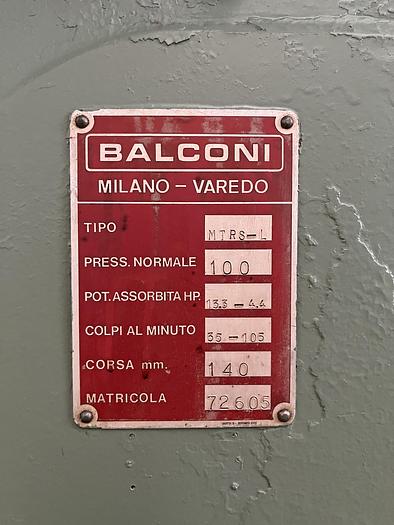 BALCONI
MILANO – VAREDO
TIPO MTRS-L
PRESS. NORMALE 100
POT. ASSORBITA HP. 13.3 - 4.4
COLPI AL MINUTO 35 - 105
CORSA mm. 140
MATRICOLA 72605